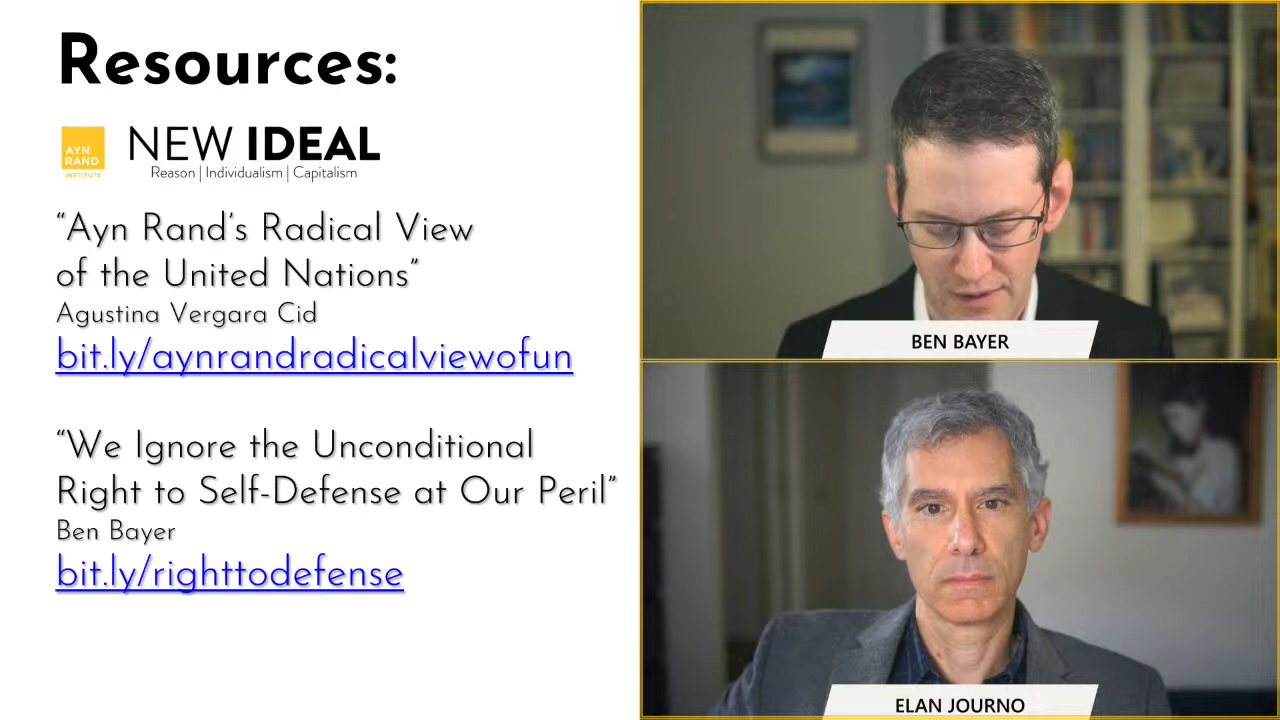 Resources:
AYN
RAND
INSTITUTE
NEW IDEAL
Reason | Individualism | Capitalism
“Ayn Rand’s Radical View
of the United Nations”
Agustina Vergara Cid
bit.ly/aynrandradicalviewofun
“We Ignore the Unconditional
Right to Self-Defense at Our Peril”
Ben Bayer
bit.ly/righttodefense
BEN BAYER
ELAN JOURNO